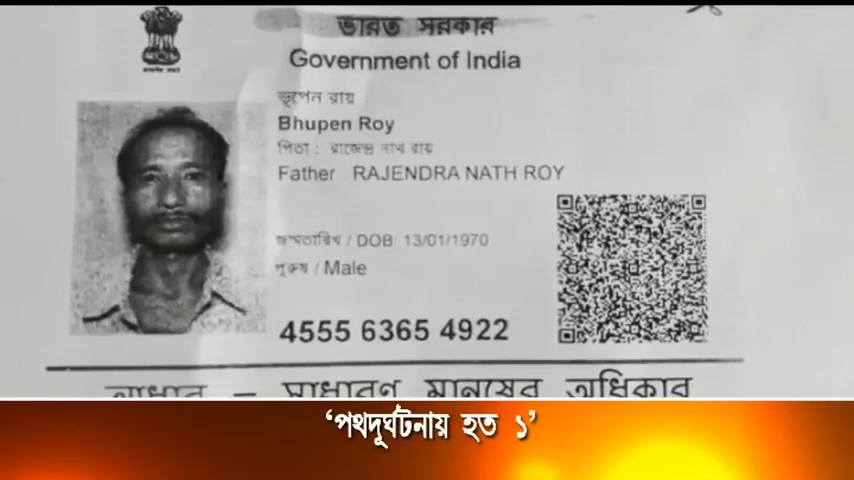 ভারত সরকার
Government of India
ভূপেন রায়
Bhupen Roy
পিতা : রাজেন্দ্র নাথ রায়
Father : RAJENDRA NATH ROY
জন্মতারিখ / DOB: 13/01/1970
পুরুষ / Male
4555 6365 4922
আধার – সাধারণ মানুষের অধিকার
‘পথদূর্ঘটনায় হত ১’